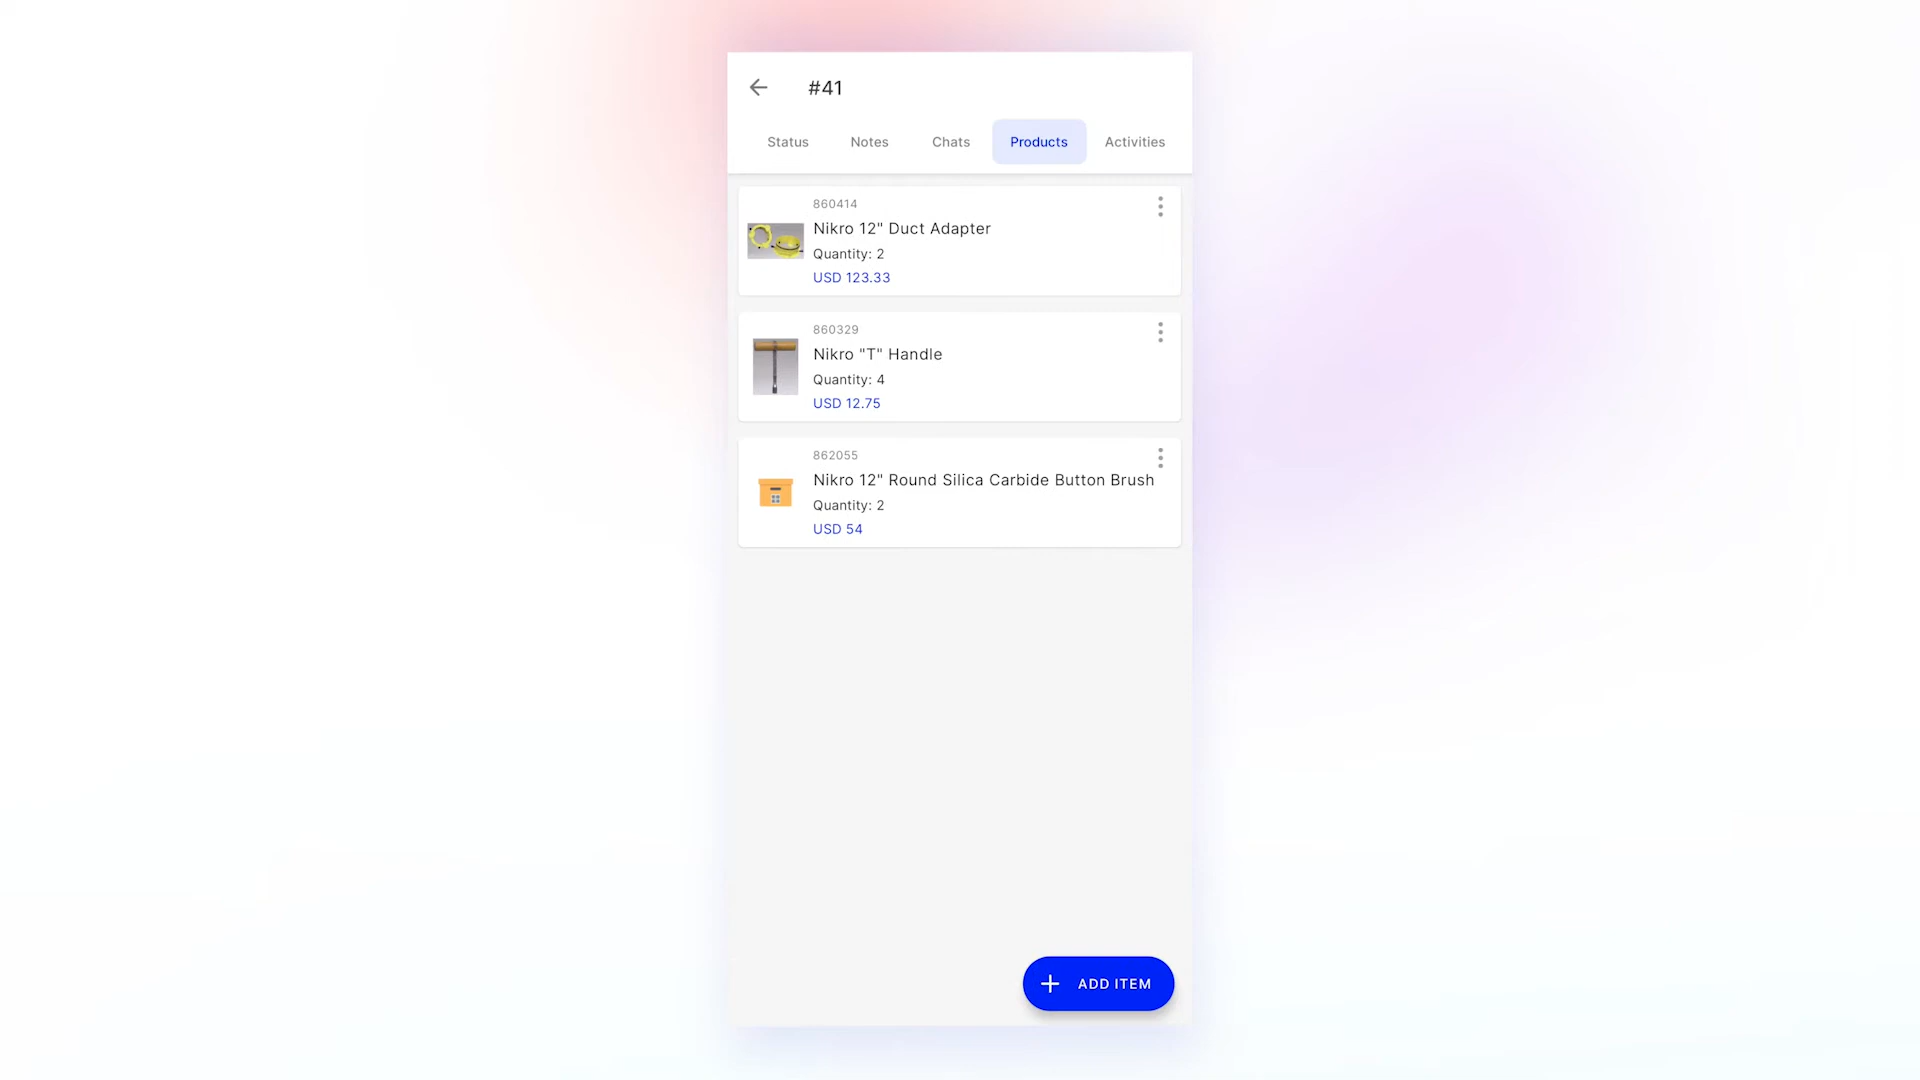 #41
Status Notes Chats Products Activities
860414
Nikro 12" Duct Adapter
Quantity: 2
USD 123.33
860329
Nikro "T" Handle
Quantity: 4
USD 12.75
862055
Nikro 12" Round Silica Carbide Button Brush
Quantity: 2
USD 54
ADD ITEM